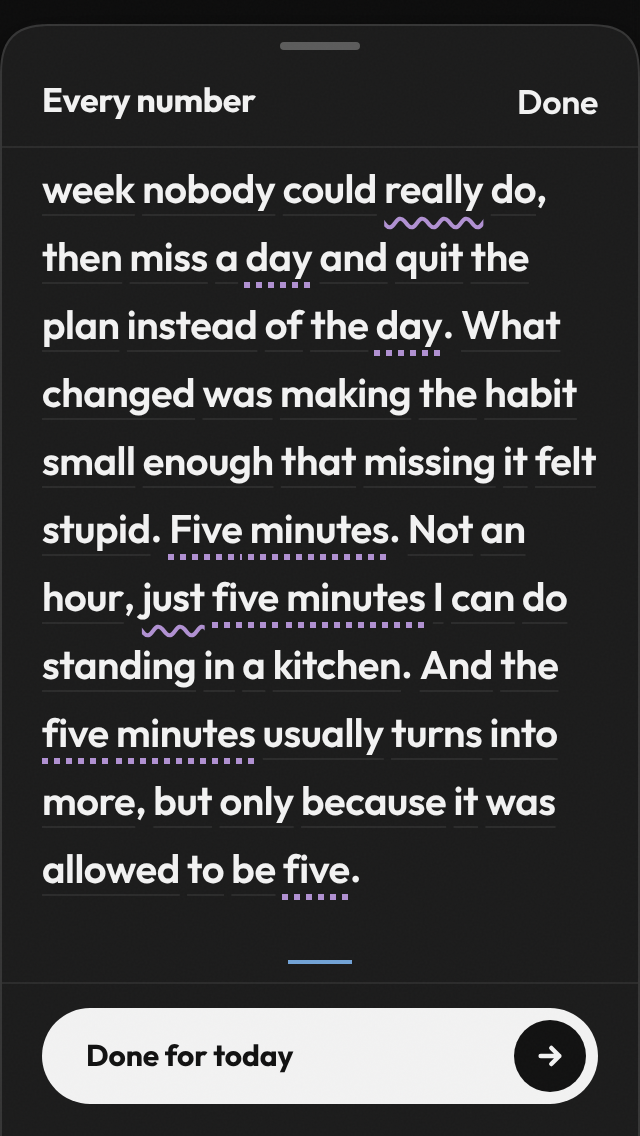 Every number
Done
week nobody could really do,
then miss a day and quit the
plan instead of the day. What
changed was making the habit
small enough that missing it felt
stupid. Five minutes. Not an
hour, just five minutes I can do
standing in a kitchen. And the
five minutes usually turns into
more, but only because it was
allowed to be five.
Done for today